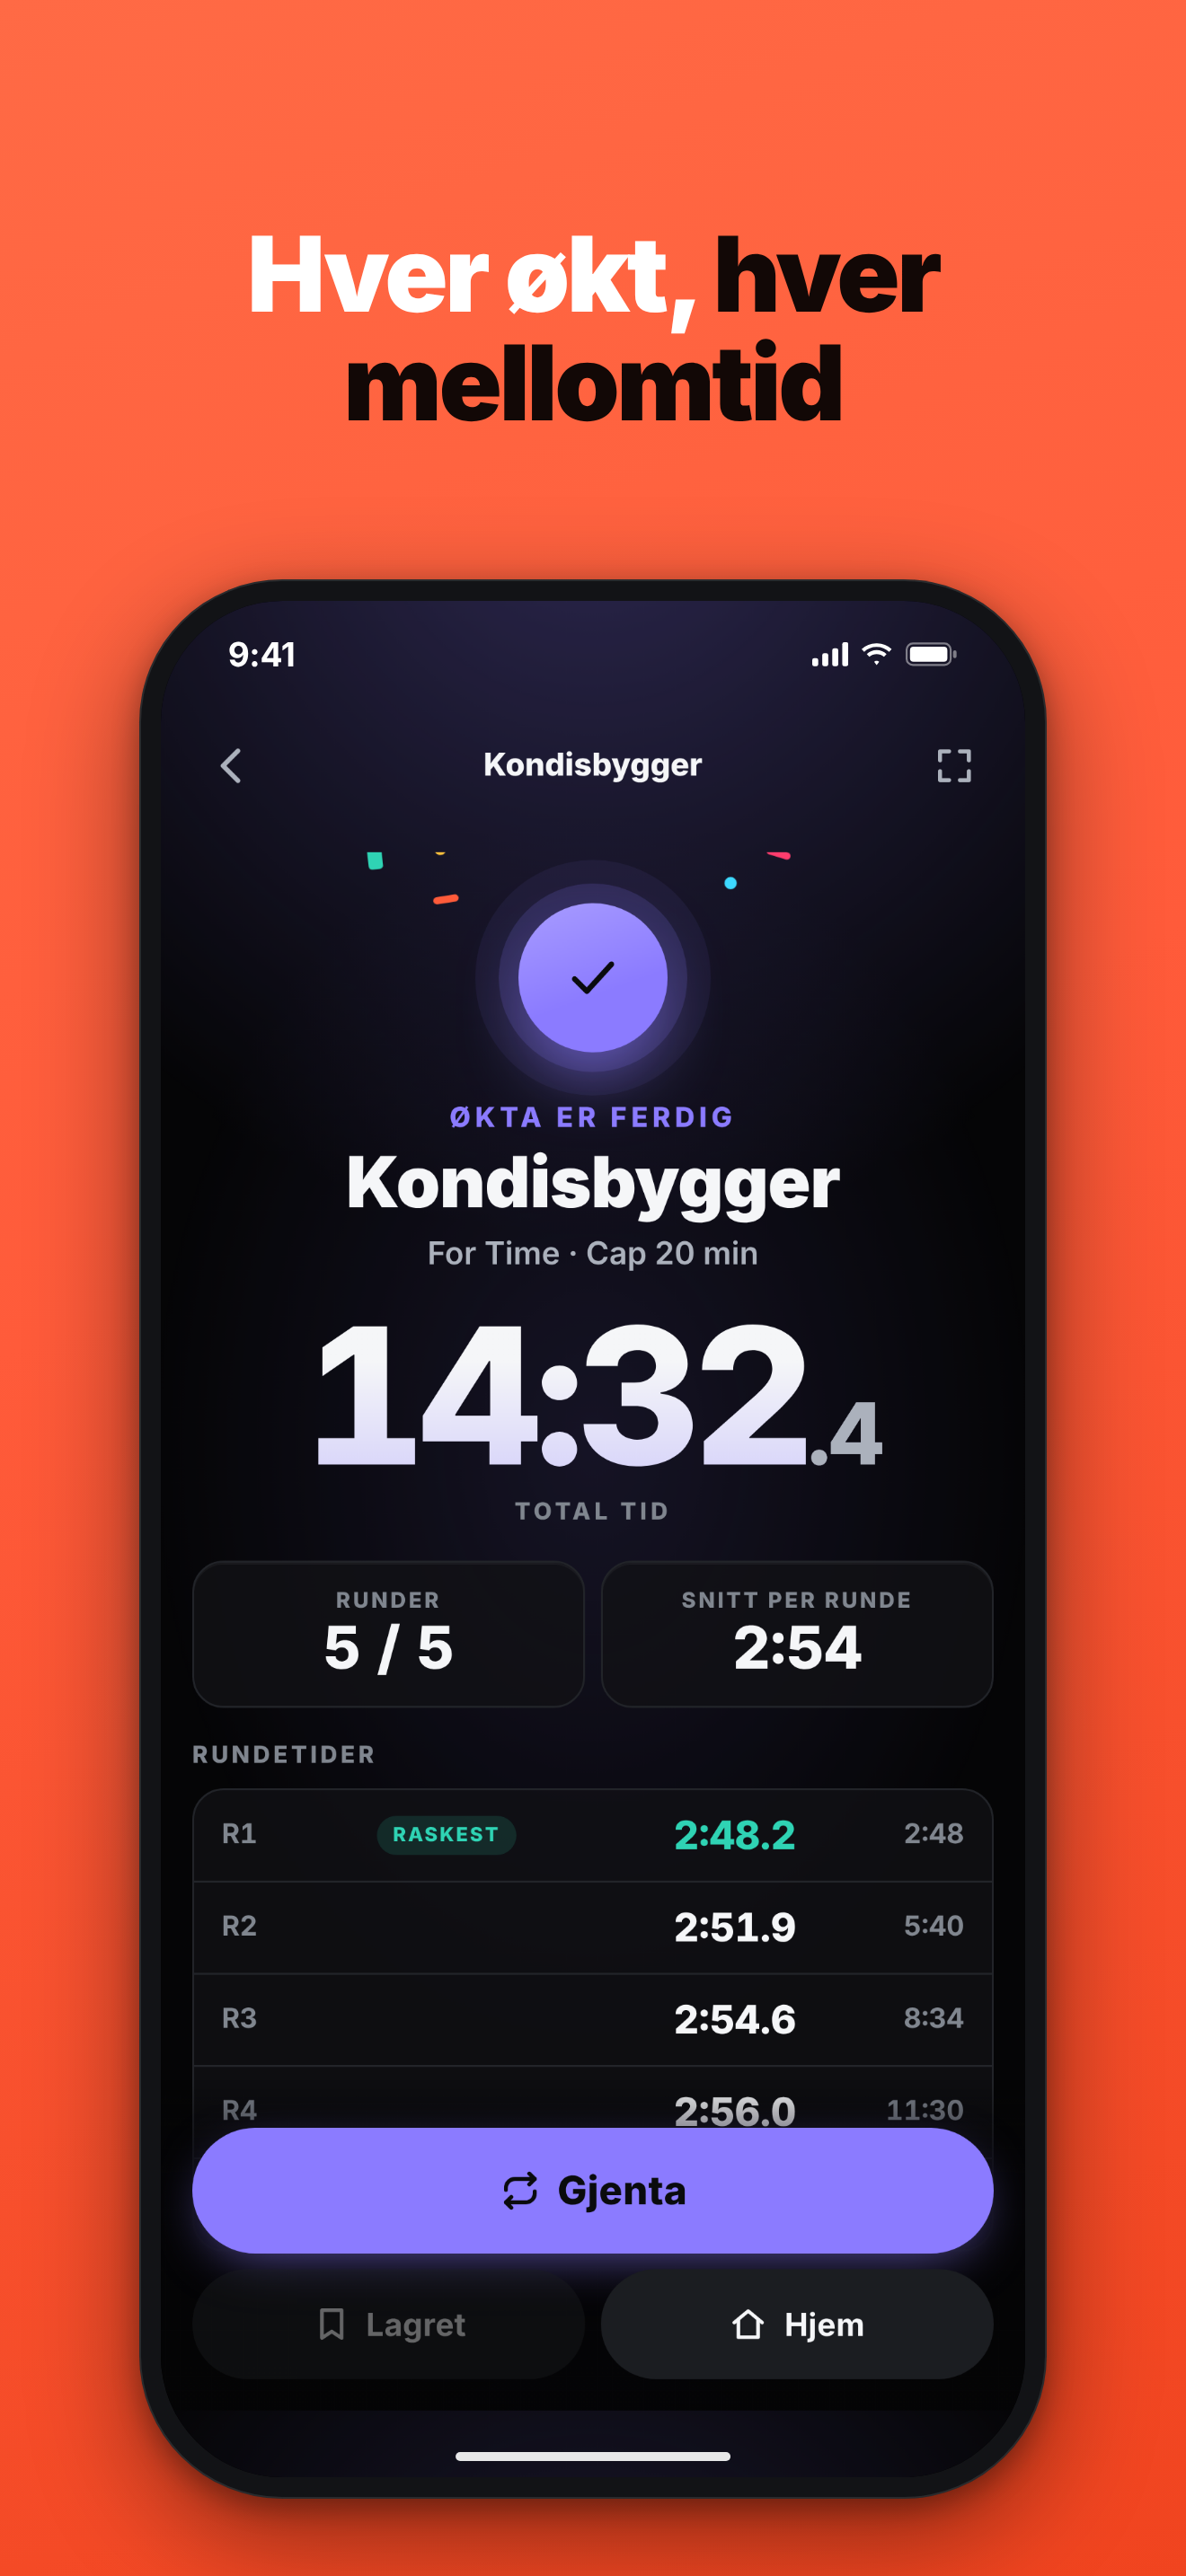 Hver økt, hver
mellomtid
9:41
Kondisbygger
ØKTA ER FERDIG
Kondisbygger
For Time · Cap 20 min
14:32.4
TOTAL TID
RUNDER
5 / 5
SNITT PER RUNDE
2:54
RUNDETIDER
R1 RASKEST 2:48.2 2:48
R2 2:51.9 5:40
R3 2:54.6 8:34
R4 2:56.0 11:30
Gjenta
Lagret
Hjem